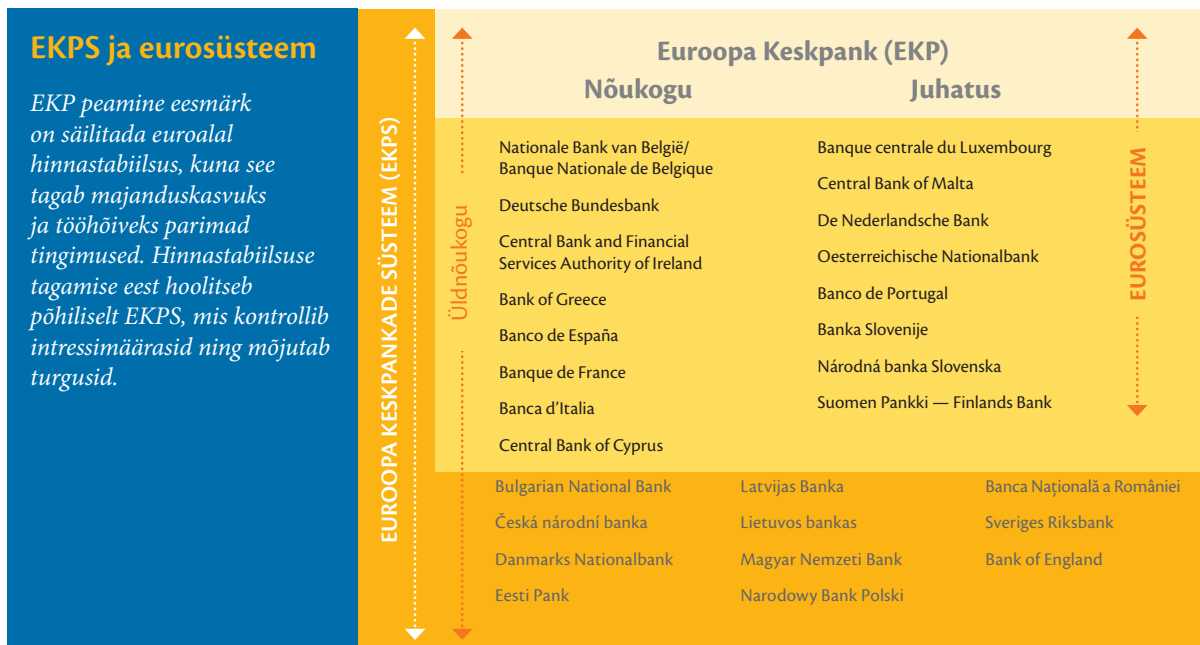 EKPS ja eurosüsteem
EKP peamine eesmärk
on säilitada euroalal
hinnastabiilsus, kuna see
tagab majanduskasvuks
ja tööhõiveks parimad
tingimused. Hinnastabiilsuse
tagamise eest hoolitseb
põhiliselt EKPS, mis kontrollib
intressimäärasid ning mõjutab
turgusid.
EUROOPA KESKPANKADE SÜSTEEM (EKPS)
Üldnõukogu
Euroopa Keskpank (EKP)
Nõukogu
Juhatus
Nationale Bank van België/
Banque Nationale de Belgique
Deutsche Bundesbank
Central Bank and Financial
Services Authority of Ireland
Bank of Greece
Banco de España
Banque de France
Banca d’Italia
Central Bank of Cyprus
Banque centrale du Luxembourg
Central Bank of Malta
De Nederlandsche Bank
Oesterreichische Nationalbank
Banco de Portugal
Banka Slovenije
Národná banka Slovenska
Suomen Pankki — Finlands Bank
EUROSÜSTEEM
Bulgarian National Bank
Česká národní banka
Danmarks Nationalbank
Eesti Pank
Latvijas Banka
Lietuvos bankas
Magyar Nemzeti Bank
Narodowy Bank Polski
Banca Națională a României
Sveriges Riksbank
Bank of England